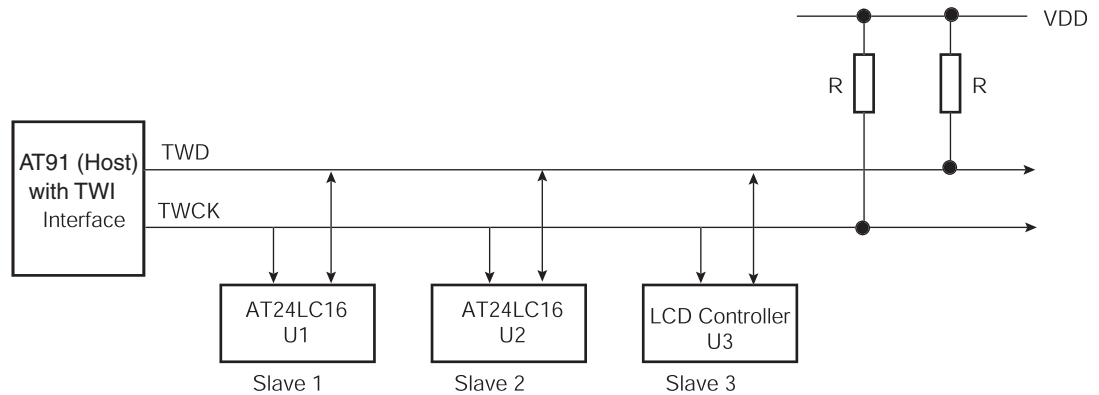 VDD
R
R
AT91 (Host)
with TWI
Interface
TWD
TWCK
AT24LC16
U1
Slave 1
AT24LC16
U2
Slave 2
LCD Controller
U3
Slave 3